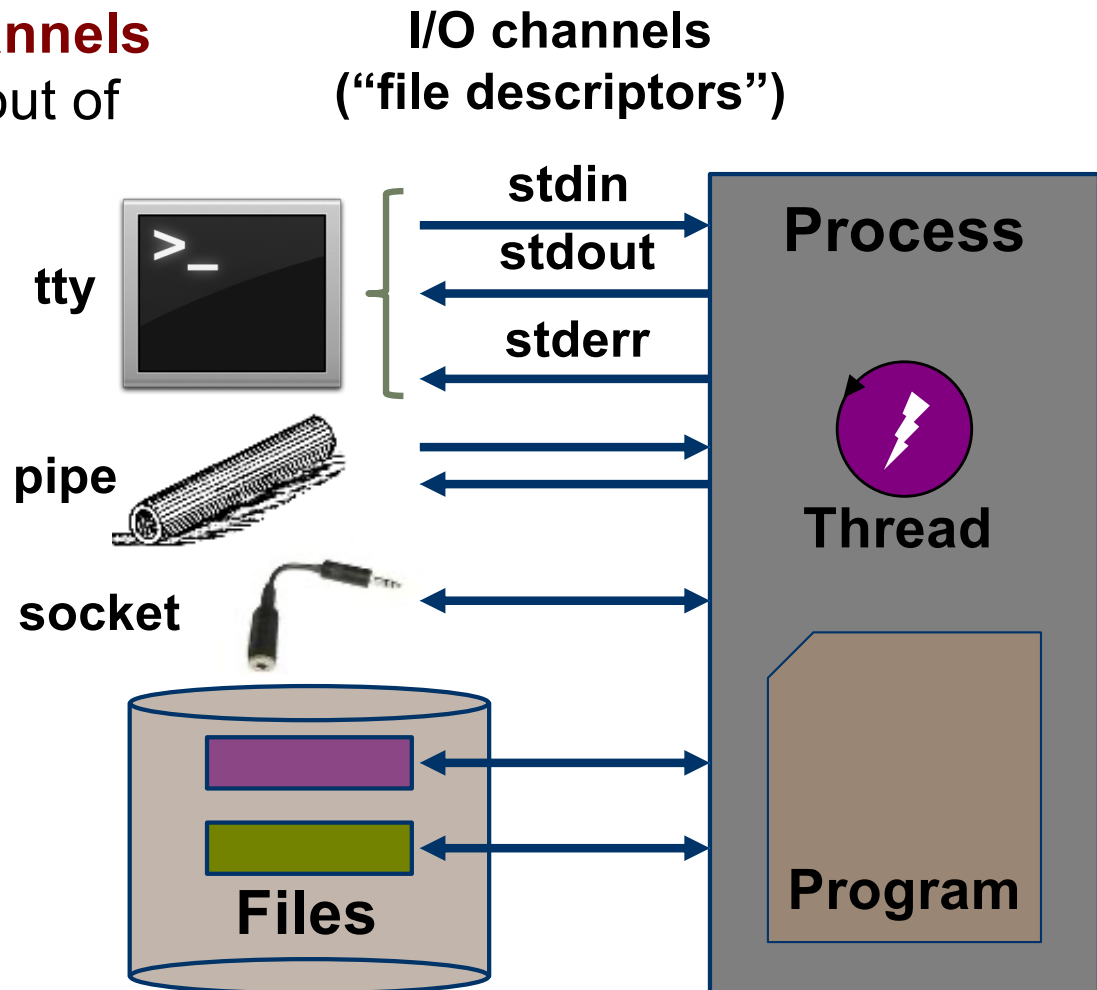 annels
out of
I/O channels
(“file descriptors”)
stdin
Process
>_
stdout
tty
stderr
pipe
Thread
socket
Program
Files